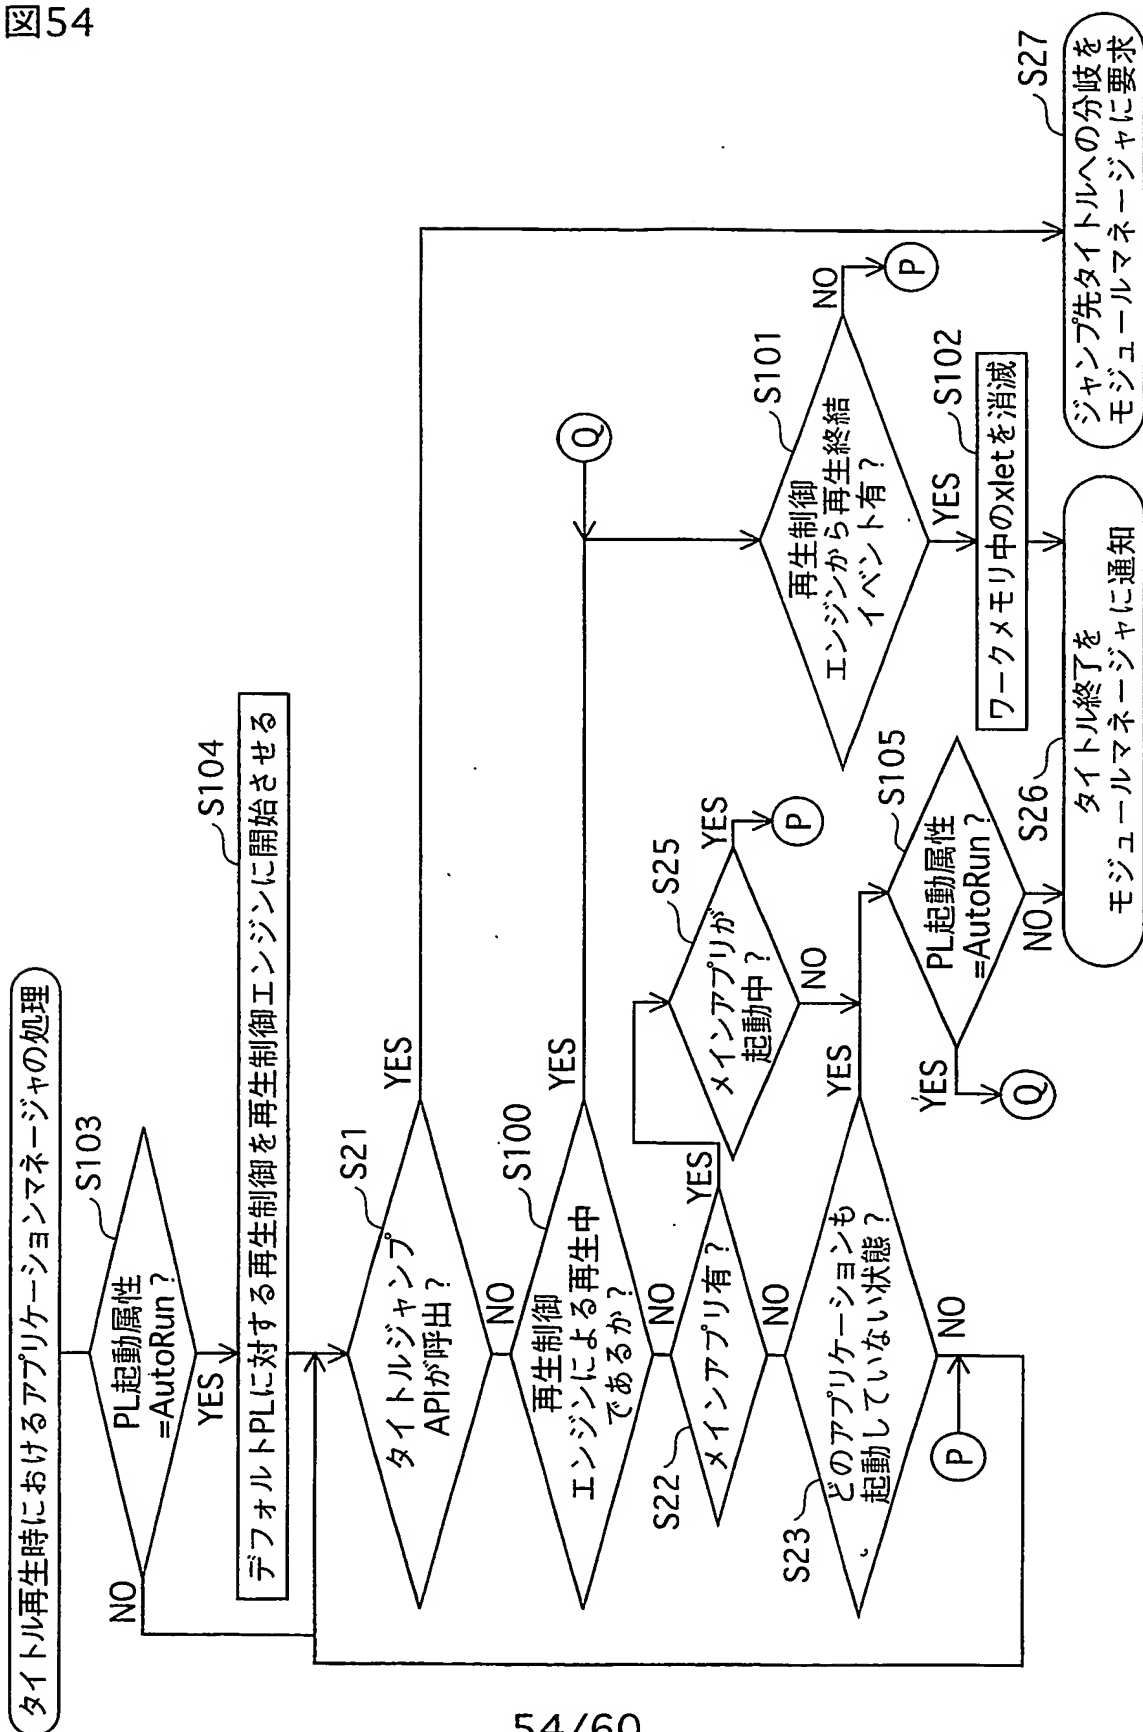 図54
タイトル再生時におけるアプリケーションマネージャの処理
S103
PL起動属性
=AutoRun?
NO
YES
S104
デフォルトPLに対する再生制御を再生制御エンジンに開始させる
S21
タイトルジャンプ
APIが呼出?
YES
NO
S100
再生制御
エンジンによる再生中
であるか?
YES
NO
S22
メインアプリ有?
YES
NO
S25
メインアプリが
起動中?
YES
P
NO
S23
どのアプリケーションも
起動していない状態?
YES
NO
P
S105
PL起動属性
=AutoRun?
YES
Q
NO
Q
S101
再生制御
エンジンから再生終結
イベント有?
NO
P
YES
S102
ワークメモリ中のxletを消滅
S26
タイトル終了を
モジュールマネージャに通知
S27
ジャンプ先タイトルへの分岐を
モジュールマネージャに要求
54/60